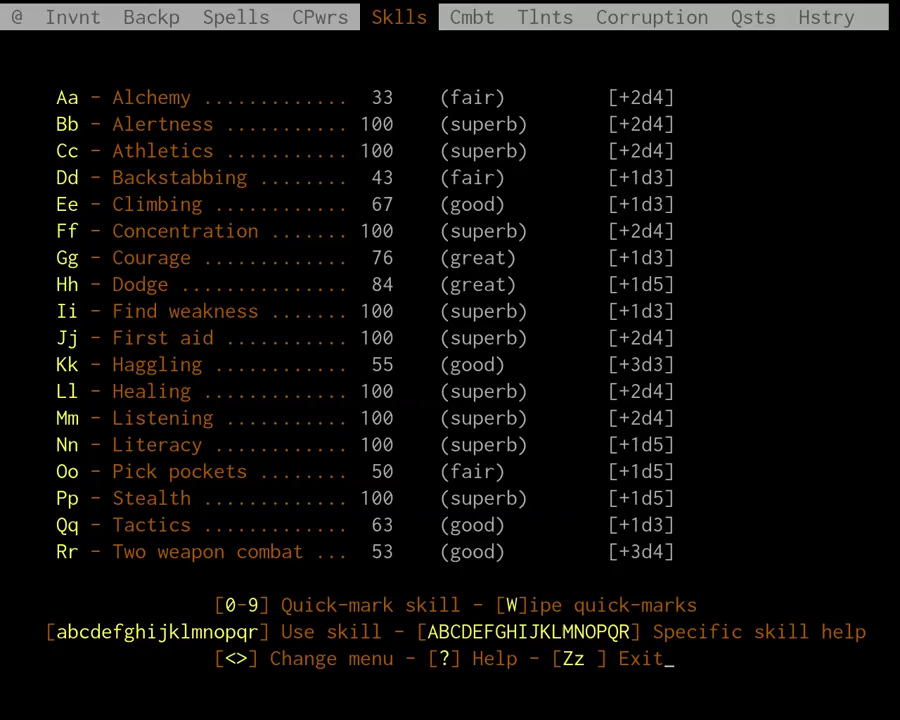 @ Invnt Backp Spells CPwrs Sklls Cmbt Tlnts Corruption Qsts Hstry
Aa - Alchemy ............. 33 (fair) [+2d4]
Bb - Alertness ........... 100 (superb) [+2d4]
Cc - Athletics ........... 100 (superb) [+2d4]
Dd - Backstabbing ........ 43 (fair) [+1d3]
Ee - Climbing ............ 67 (good) [+1d3]
Ff - Concentration ....... 100 (superb) [+2d4]
Gg - Courage ............. 76 (great) [+1d3]
Hh - Dodge ............... 84 (great) [+1d5]
Ii - Find weakness ....... 100 (superb) [+1d3]
Jj - First aid ........... 100 (superb) [+2d4]
Kk - Haggling ............ 55 (good) [+3d3]
Ll - Healing ............. 100 (superb) [+2d4]
Mm - Listening ........... 100 (superb) [+2d4]
Nn - Literacy ............ 100 (superb) [+1d5]
Oo - Pick pockets ........ 50 (fair) [+1d5]
Pp - Stealth ............. 100 (superb) [+1d5]
Qq - Tactics ............. 63 (good) [+1d3]
Rr - Two weapon combat ... 53 (good) [+3d4]
[0-9] Quick-mark skill - [W]ipe quick-marks
[abcdefghijklmnopqr] Use skill - [ABCDEFGHIJKLMNOPQR] Specific skill help
[<>] Change menu - [?] Help - [Zz ] Exit_